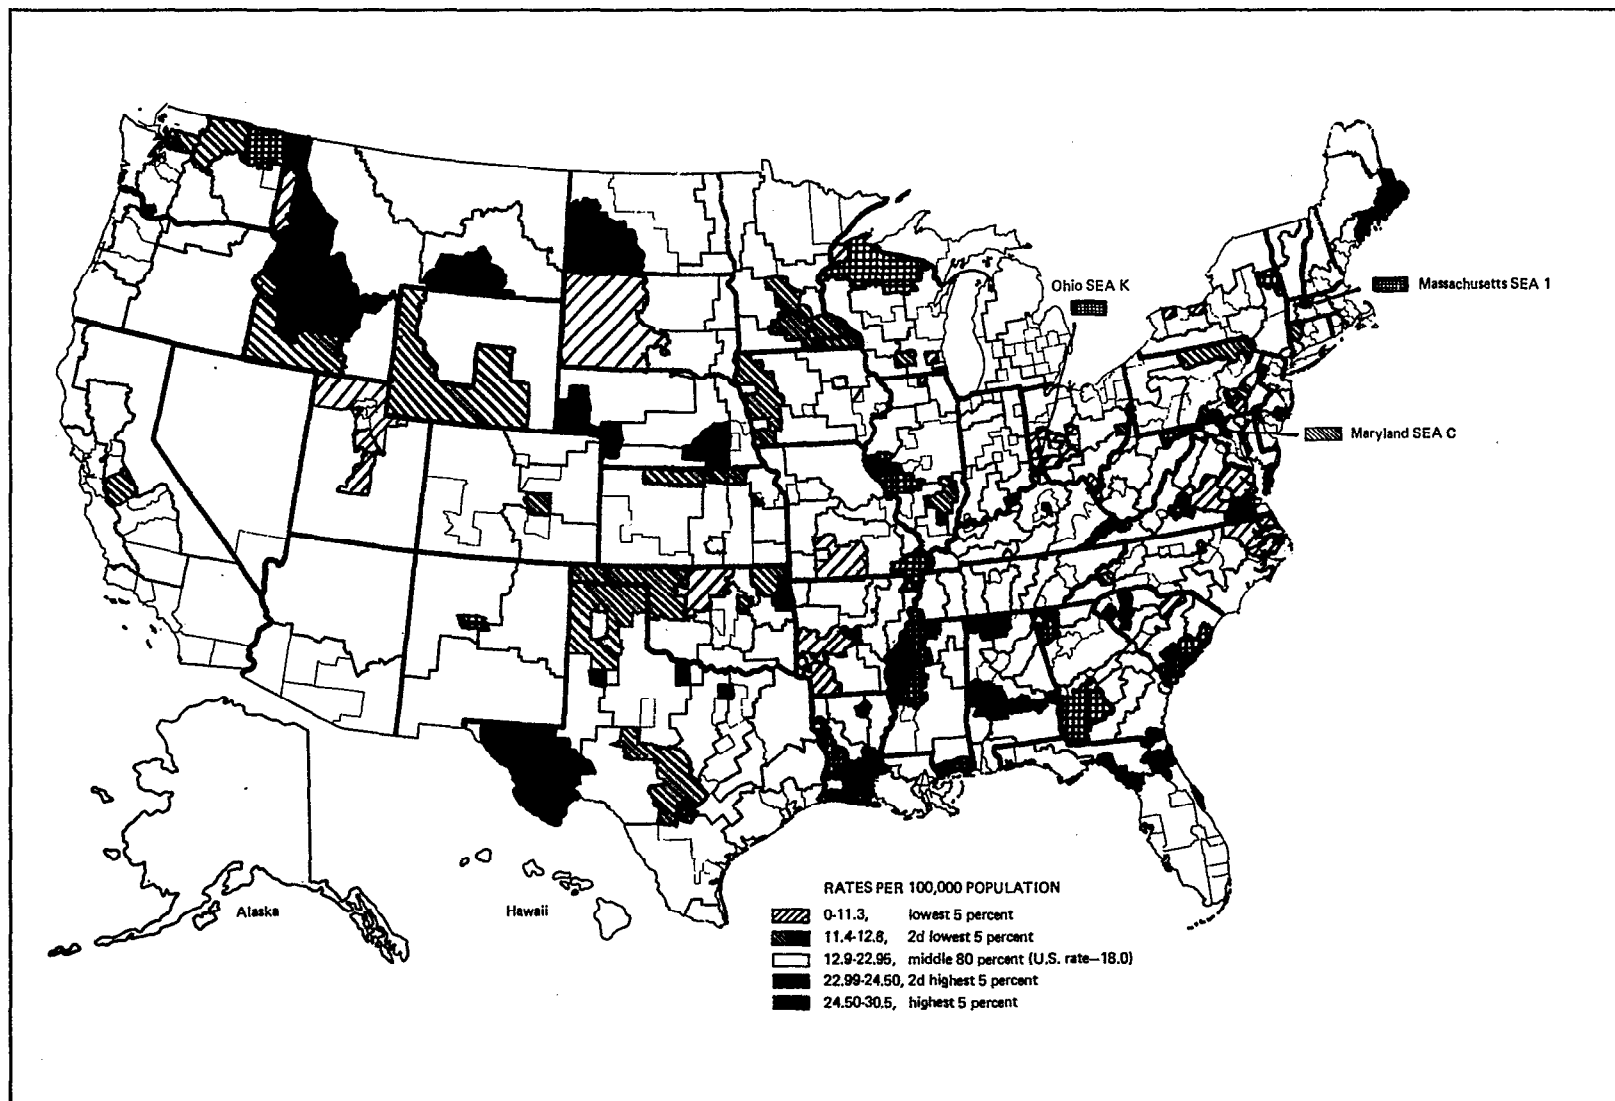 Ohio SEA K
Massachusetts SEA 1
Maryland SEA C
Alaska
Hawaii
RATES PER 100,000 POPULATION
0-11.3, lowest 5 percent
11.4-12.8, 2d lowest 5 percent
12.9-22.95, middle 80 percent (U.S. rate—18.0)
22.99-24.50, 2d highest 5 percent
24.50-30.5, highest 5 percent